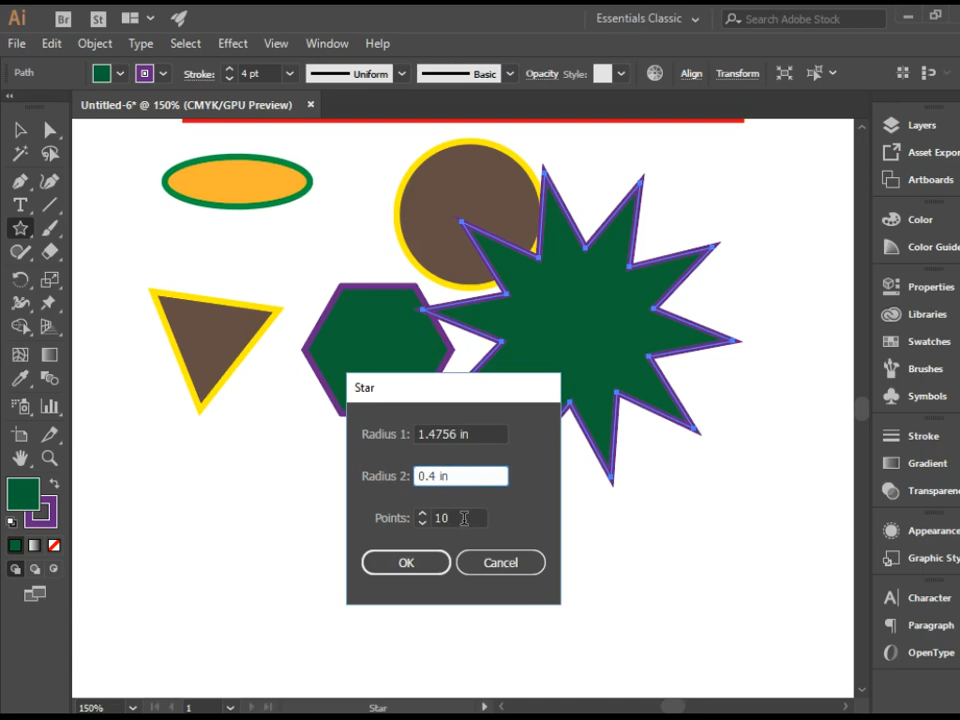 Ai Br St Essentials Classic Search Adobe Stock
File Edit Object Type Select Effect View Window Help
Path Stroke: 4 pt Uniform Basic Opacity Style: Align Transform
Untitled-6* @ 150% (CMYK/GPU Preview) ×
Layers
Asset Expor
Artboards
Color
Color Guide
Properties
Libraries
Swatches
Brushes
Symbols
Stroke
Gradient
Transparen
Appearance
Graphic Sty
Character
Paragraph
OpenType
Star
Radius 1: 1.4756 in
Radius 2: 0.4 in
Points: 10
OK Cancel
150% 1 Star